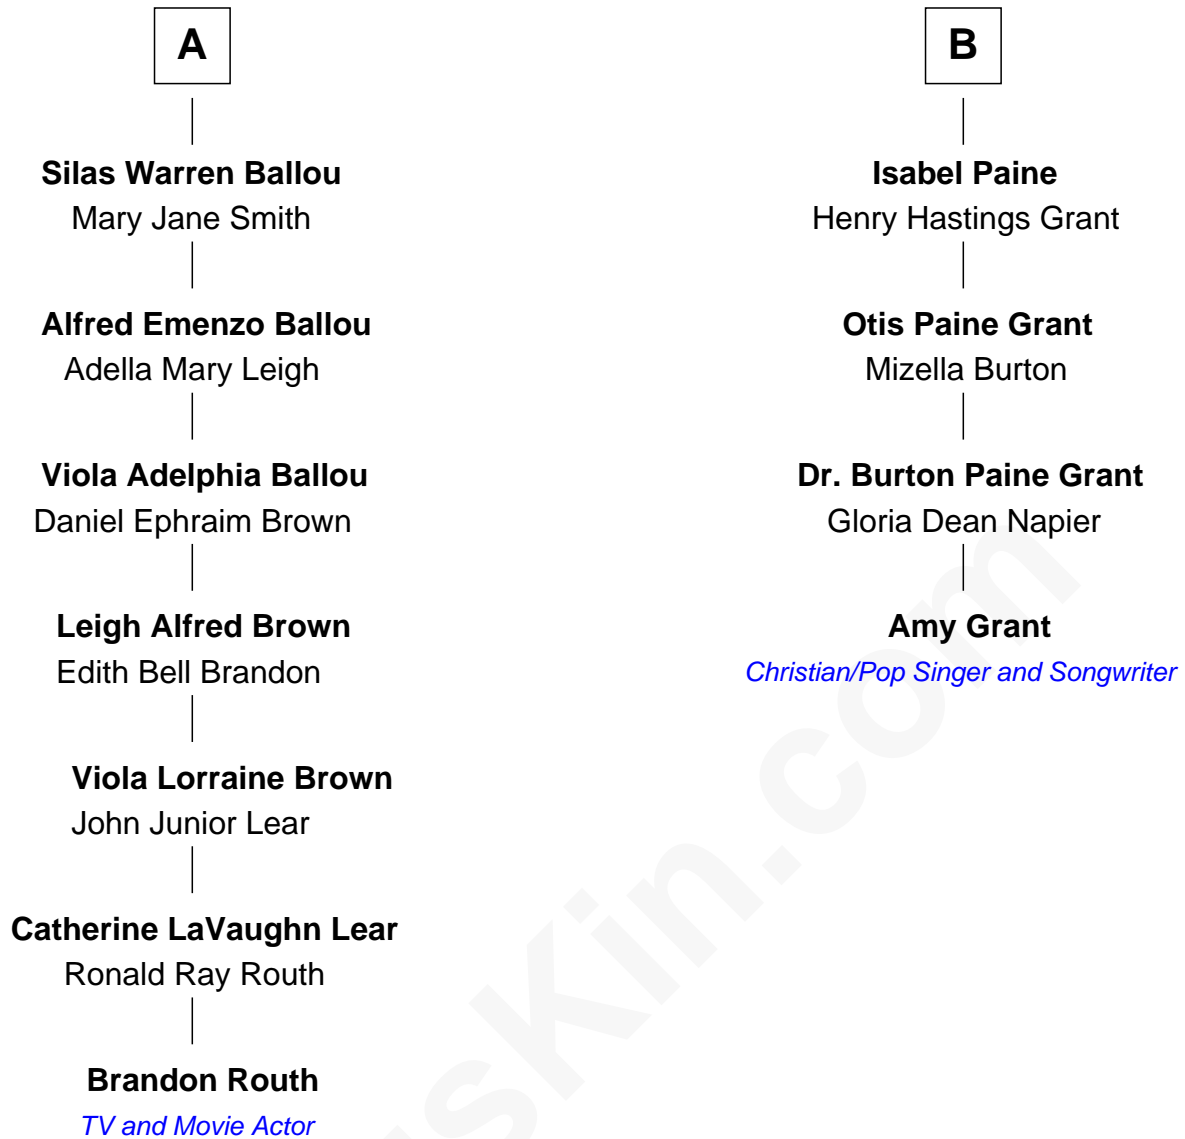 A
Silas Warren Ballou
Mary Jane Smith
Alfred Emenzo Ballou
Adella Mary Leigh
Viola Adelphia Ballou
Daniel Ephraim Brown
Leigh Alfred Brown
Edith Bell Brandon
Viola Lorraine Brown
John Junior Lear
Catherine LaVaughn Lear
Ronald Ray Routh
Brandon Routh
TV and Movie Actor
B
Isabel Paine
Henry Hastings Grant
Otis Paine Grant
Mizella Burton
Dr. Burton Paine Grant
Gloria Dean Napier
Amy Grant
Christian/Pop Singer and Songwriter
sKin.com